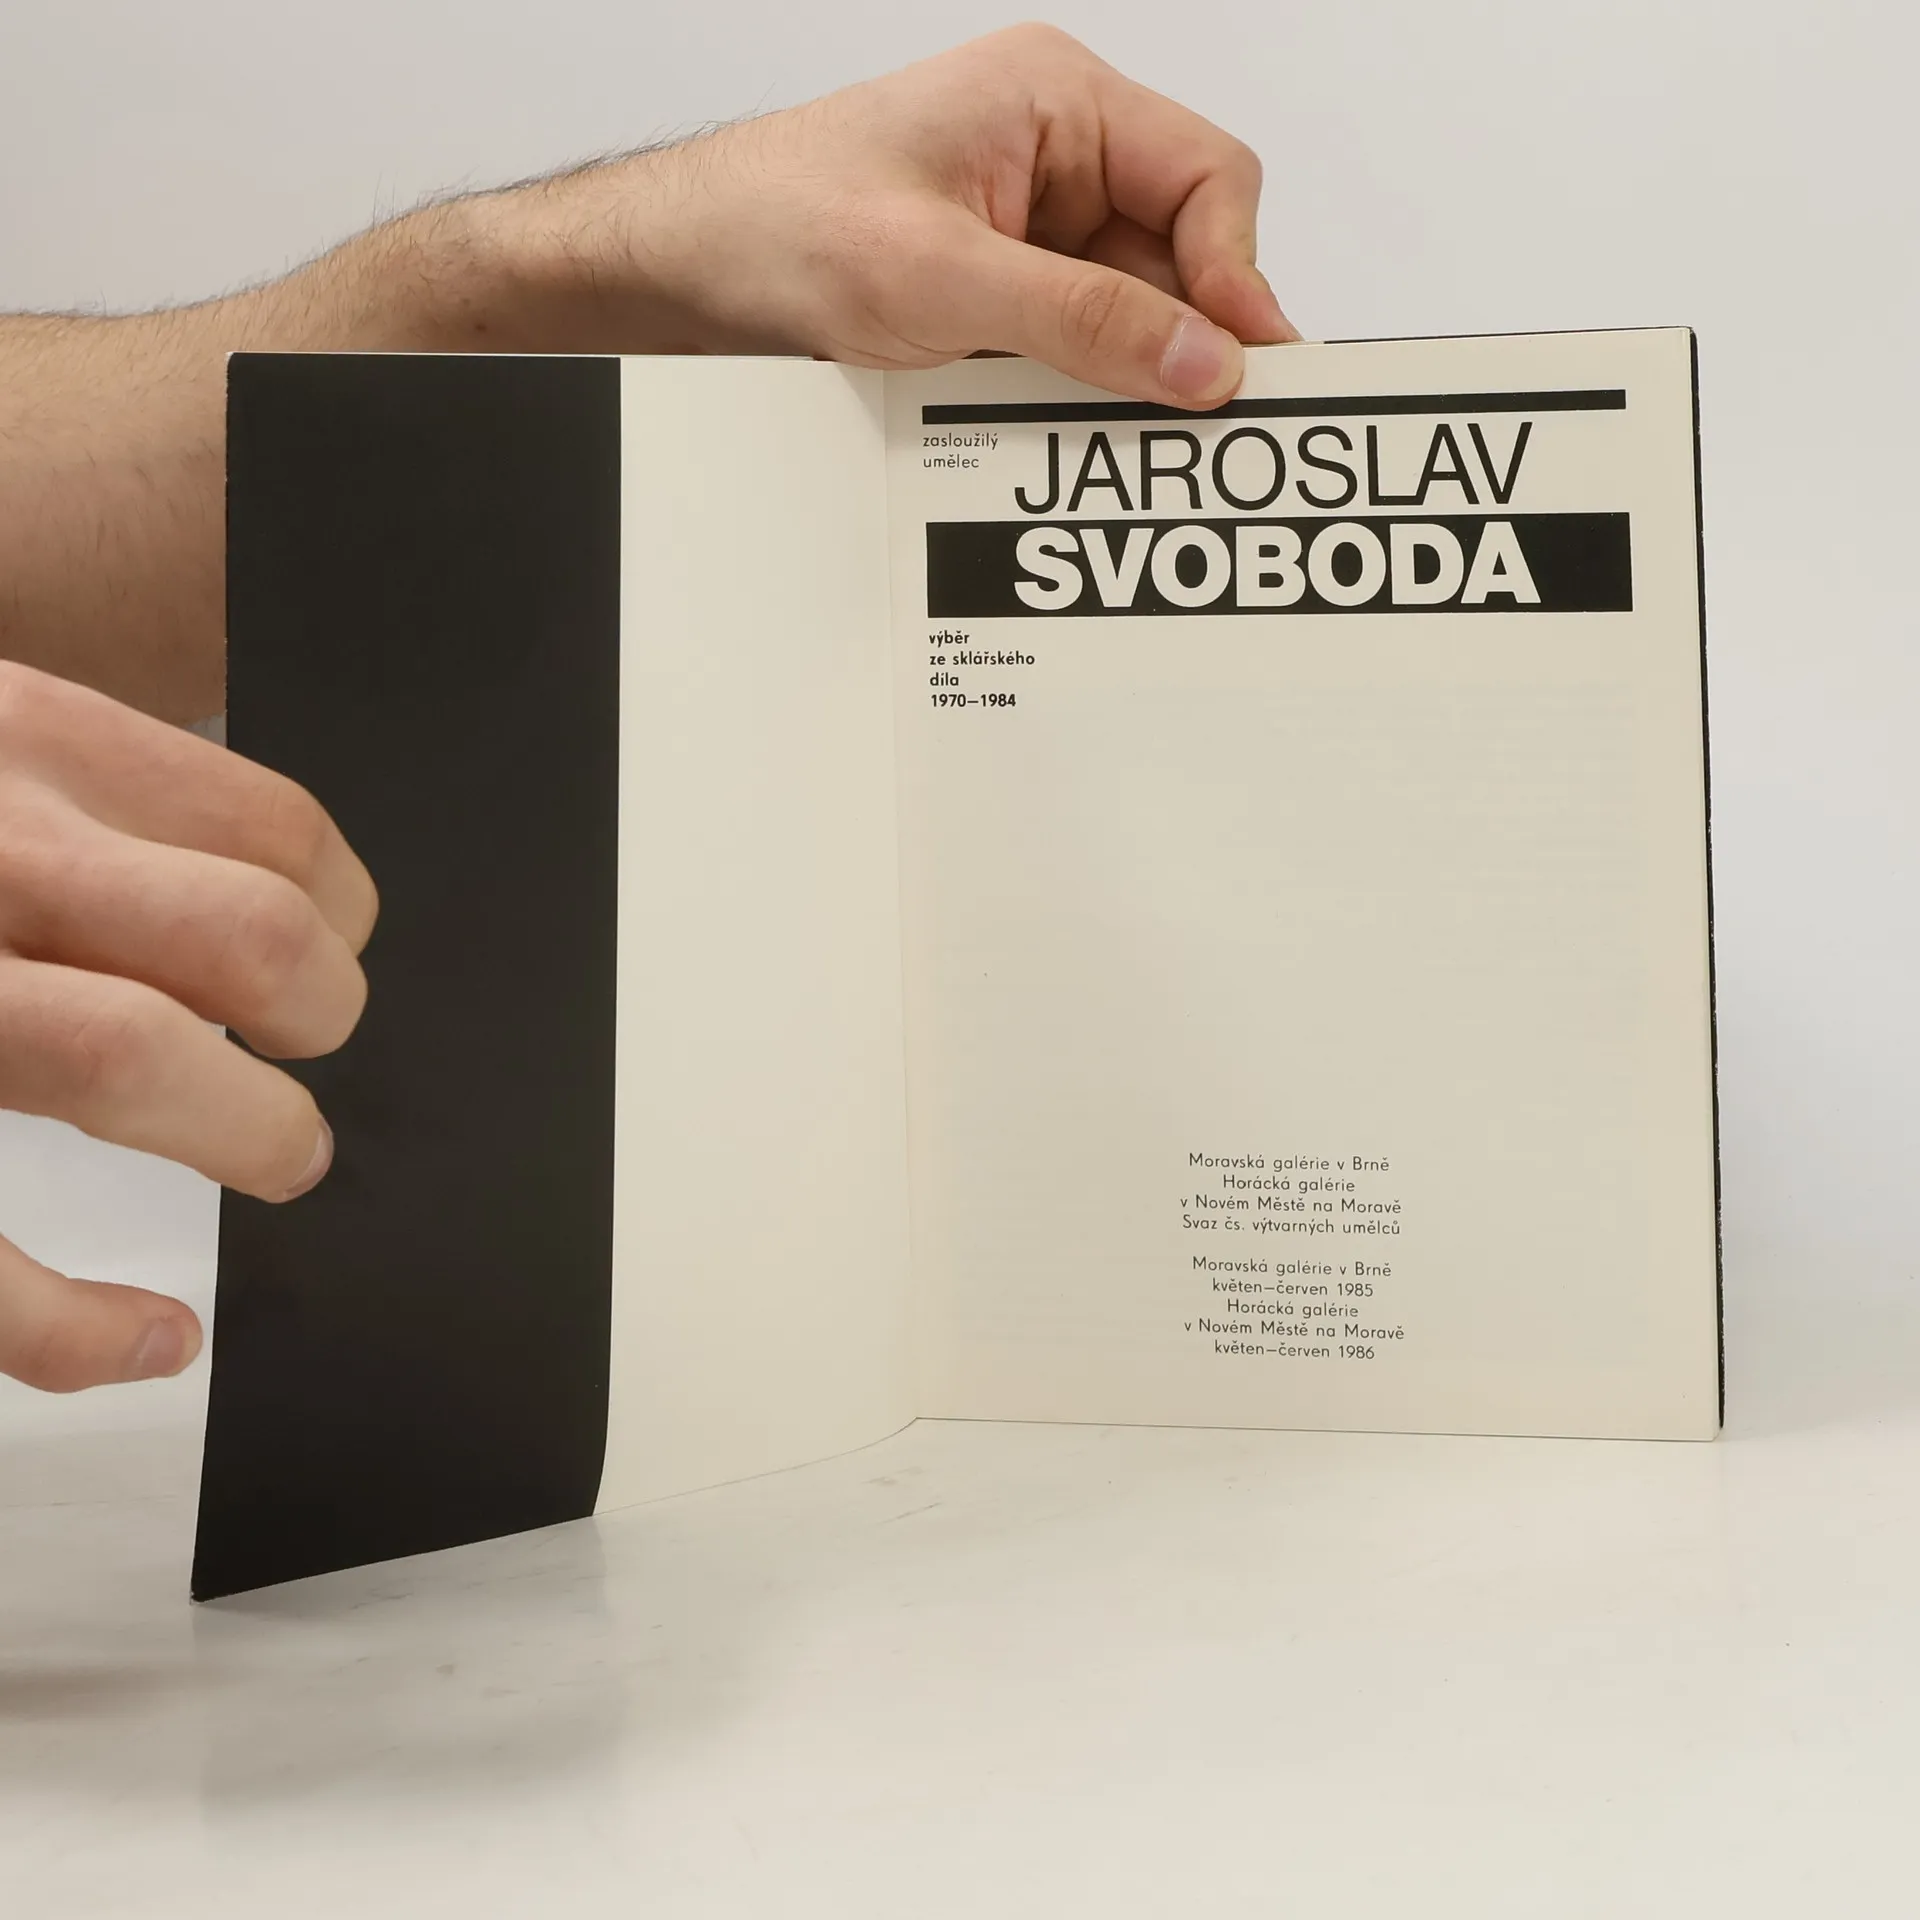 zasloužilý
umělec
JAROSLAV
SVOBODA
výběr
ze sklářského
díla
1970—1984
Moravská galérie v Brně
Horácká galérie
v Novém Městě na Moravě
Svaz čs. výtvarných umělců
Moravská galérie v Brně
květen—červen 1985
Horácká galérie
v Novém Městě na Moravě
květen—červen 1986